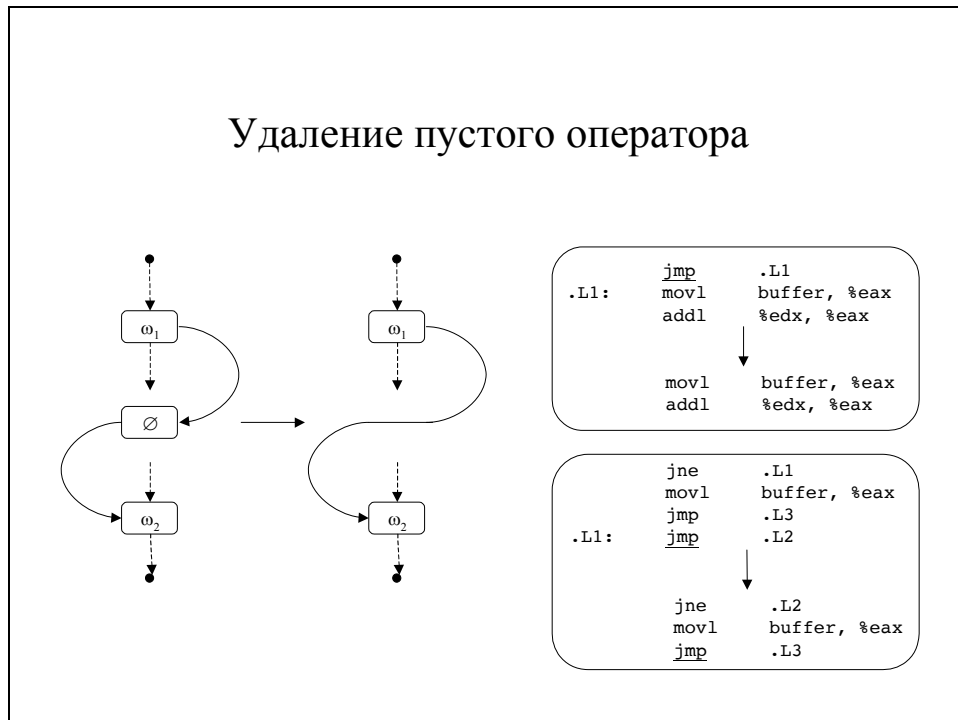 Удаление пустого оператора
ω1
∅
ω2
ω1
ω2
jmp .L1
.L1: movl buffer, %eax
addl %edx, %eax
movl buffer, %eax
addl %edx, %eax
jne .L1
movl buffer, %eax
jmp .L3
.L1: jmp .L2
jne .L2
movl buffer, %eax
jmp .L3